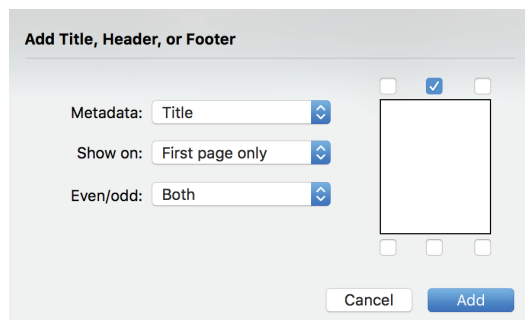 Add Title, Header, or Footer
Metadata: Title
Show on: First page only
Even/odd: Both
Cancel Add